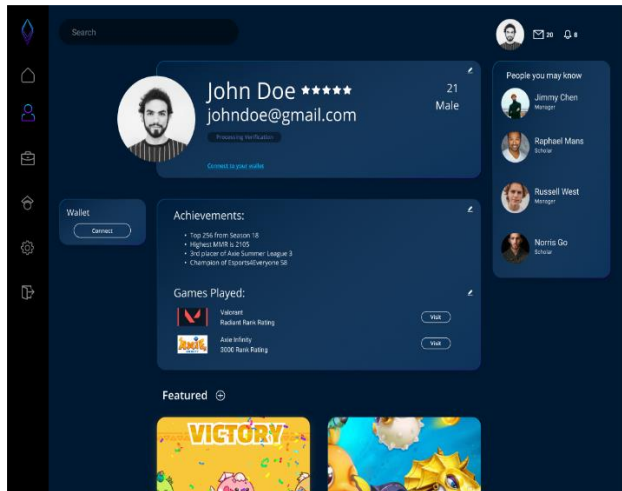 Search
20
8
John Doe
21
johndoe@gmail.com
Male
Processing Verification
Connect to your wallet
People you may know
Jimmy Chen
Manager
Raphael Mans
Scholar
Russell West
Manager
Norris Go
Scholar
Wallet
Connect
Achievements:
• Top 256 from Season 18
• Highest MMR is 2105
• 3rd placer of Axie Summer League 3
• Champion of Esports4Everyone S8
Games Played:
Valorant
Radiant Rank Rating
Visit
Axie Infinity
3000 Rank Rating
Visit
Featured
VICTORY